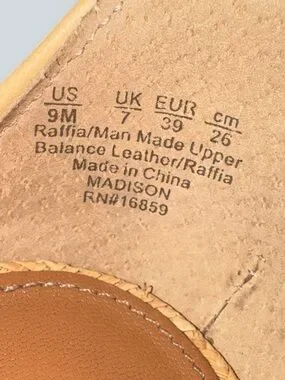 US UK EUR cm
9M 7 39 26
Raffia/Man Made Upper
Balance Leather/Raffia
Made in China
MADISON
RN#16859